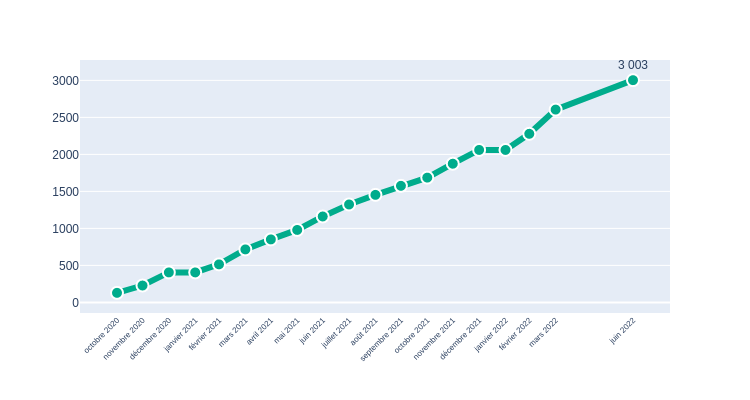 3 003
3000
2500
2000
1500
1000
500
0
octobre 2020
novembre 2020
décembre 2020
janvier 2021
février 2021
mars 2021
avril 2021
mai 2021
juin 2021
juillet 2021
août 2021
septembre 2021
octobre 2021
novembre 2021
décembre 2021
janvier 2022
février 2022
mars 2022
juin 2022